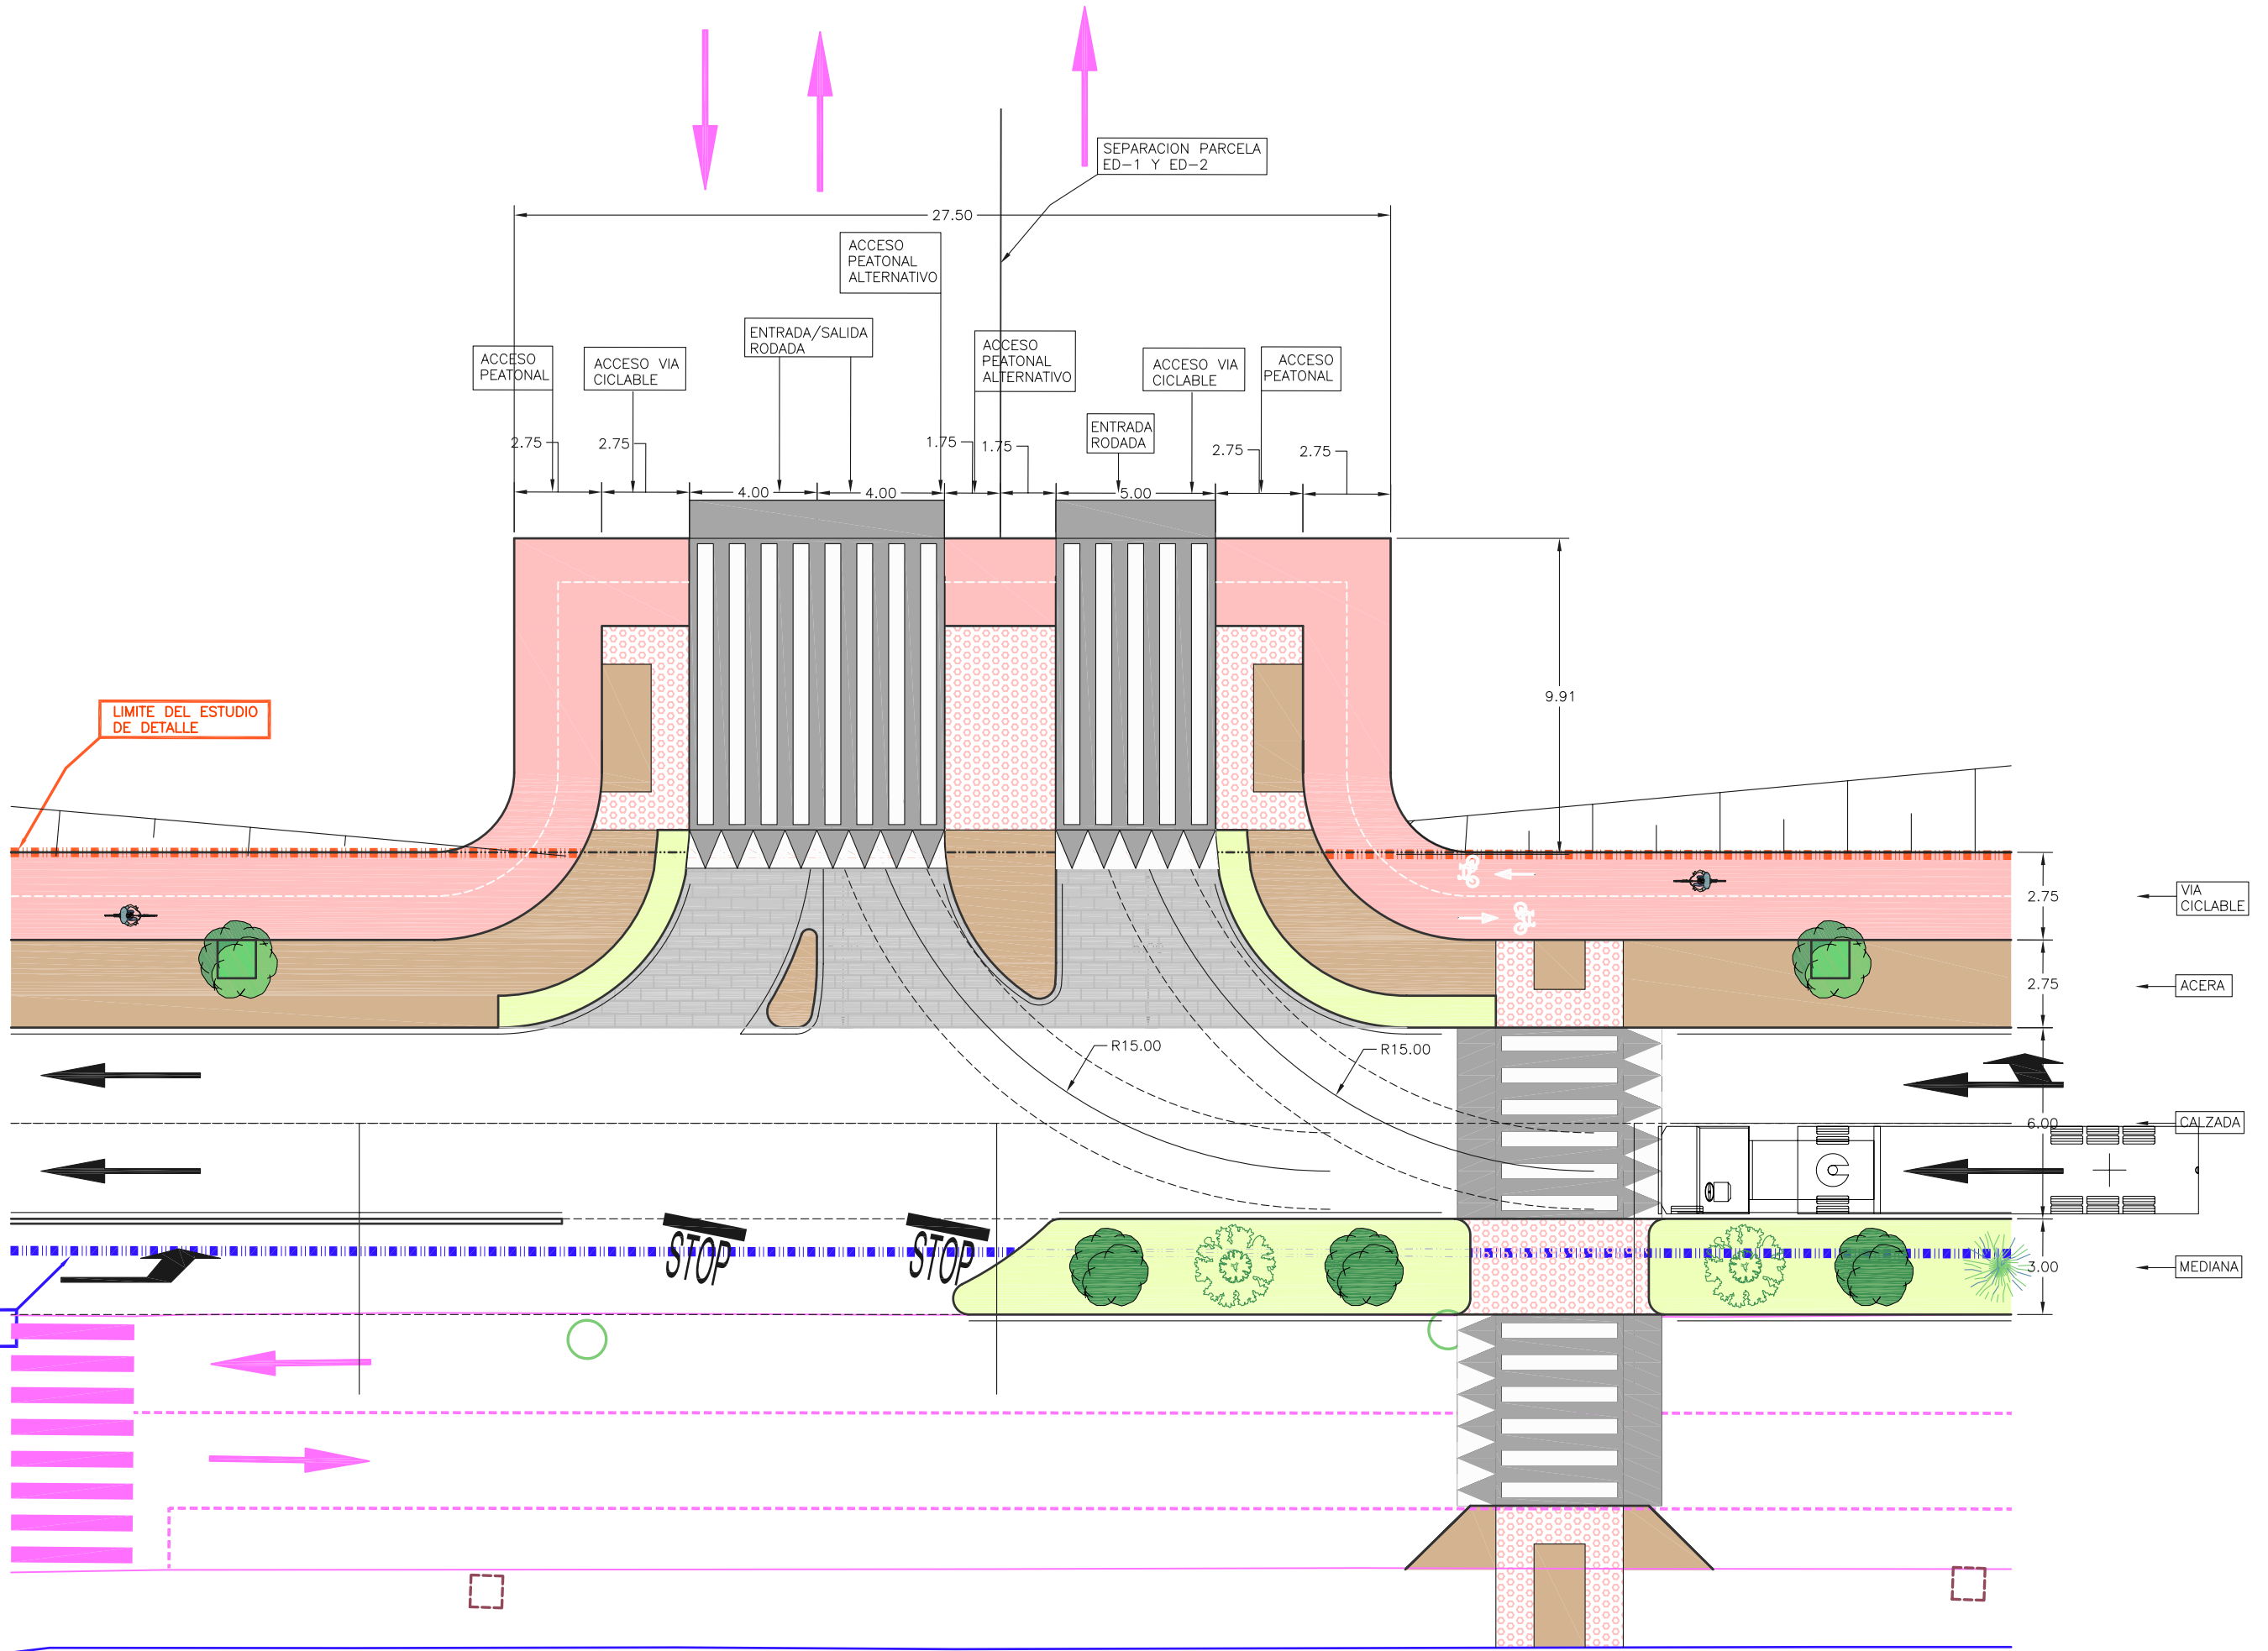 SEPARACION PARCELA
ED-1 Y ED-2
27.50
ACCESO
PEATONAL
ALTERNATIVO
ENTRADA/SALIDA
RODADA
ACCESO
PEATONAL
ALTERNATIVO
ACCESO
PEATONAL
ACCESO VIA
CICLABLE
ACCESO VIA
CICLABLE
ACCESO
PEATONAL
ENTRADA
RODADA
2.75
2.75
1.75
1.75
2.75
2.75
4.00
4.00
5.00
9.91
LIMITE DEL ESTUDIO
DE DETALLE
2.75
VIA
CICLABLE
2.75
ACERA
R15.00
R15.00
6.00
CALZADA
STOP
STOP
3.00
MEDIANA